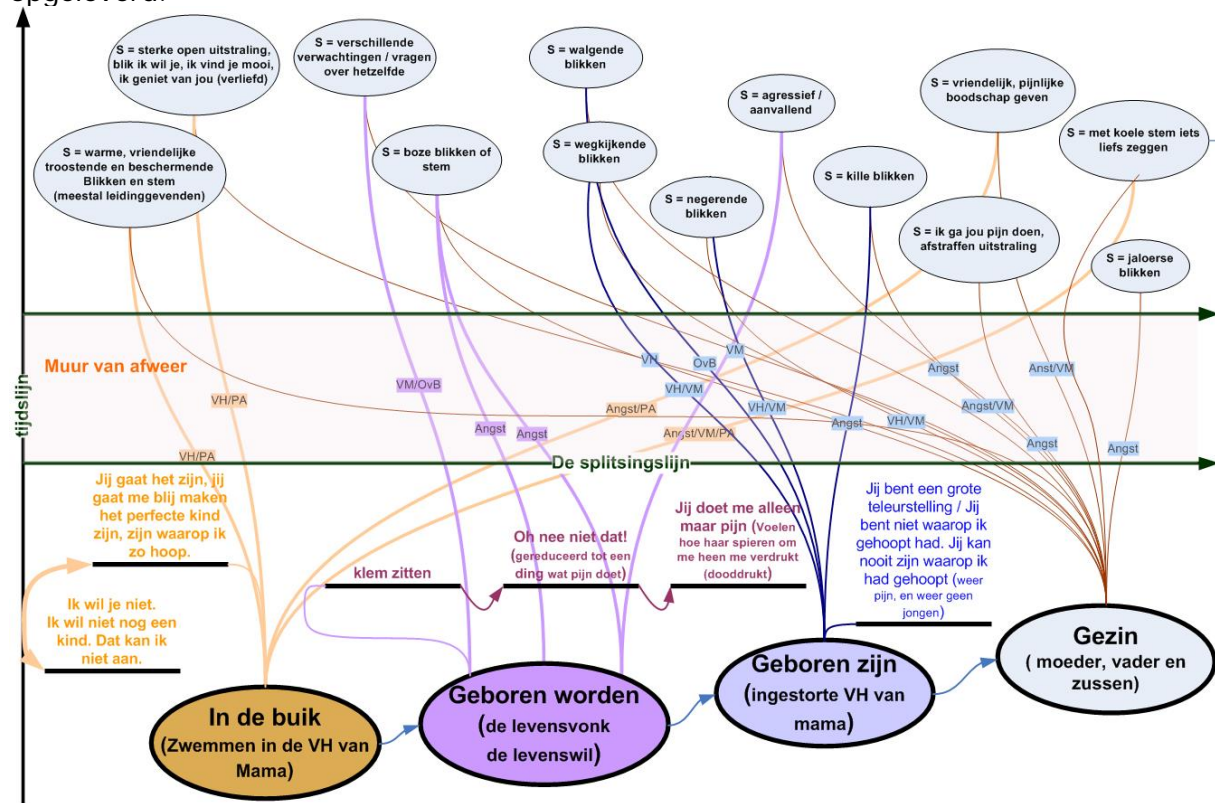 opgeleverd.
S = sterke open uitstraling,
blik ik wil je, ik vind je mooi,
ik geniet van jou (verliefd)
S = verschillende
verwachtingen / vragen
over hetzelfde
S = walgende
blikken
S = agressief /
aanvallend
S = vriendelijk, pijnlijke
boodschap geven
S = met koele stem iets
liefs zeggen
S = warme, vriendelijke
troostende en beschermende
Blikken en stem
(meestal leidinggevenden)
S = boze blikken of
stem
S = wegkijkende
blikken
S = negerende
blikken
S = kille blikken
S = ik ga jou pijn doen,
afstraffen uitstraling
S = jaloerse
blikken
tijdslijn
Muur van afweer
VH/PA
VH/PA
VM/OvB
Angst
Angst
Angst/PA
Angst/VM/PA
VH
VH/VM
OvB
VM
VH/VM
Angst
VH/VM
Angst
Angst/VM
Angst
Anst/VM
Angst
De splitsingslijn
Jij gaat het zijn, jij
gaat me blij maken
het perfecte kind
zijn, zijn waarop ik
zo hoop.
Ik wil je niet.
Ik wil niet nog een
kind. Dat kan ik
niet aan.
klem zitten
Oh nee niet dat!
(gereduceerd tot een
ding wat pijn doet)
Jij doet me alleen
maar pijn (Voelen
hoe haar spieren om
me heen me verdrukt
(dooddrukt)
Jij bent een grote
teleurstelling / Jij
bent niet waarop ik
gehoopt had. Jij kan
nooit zijn waarop ik
had gehoopt (weer
pijn, en weer geen
jongen)
In de buik
(Zwemmen in de VH van
Mama)
Geboren worden
(de levensvonk
de levenswil)
Geboren zijn
(ingestorte VH van
mama)
Gezin
( moeder, vader en
zussen)